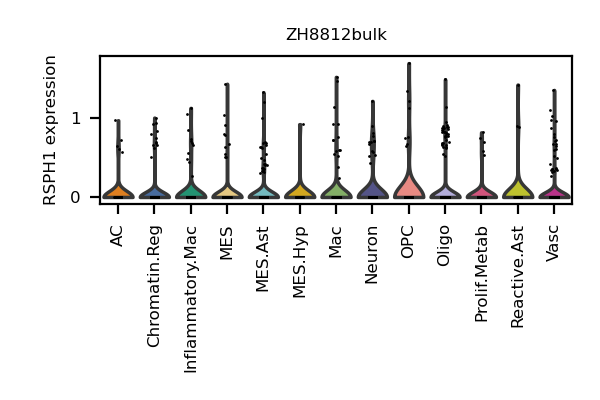 ZH8812bulk
RSPH1 expression
1
0
AC
Chromatin.Reg
Inflammatory.Mac
MES
MES.Ast
MES.Hyp
Mac
Neuron
OPC
Oligo
Prolif.Metab
Reactive.Ast
Vasc